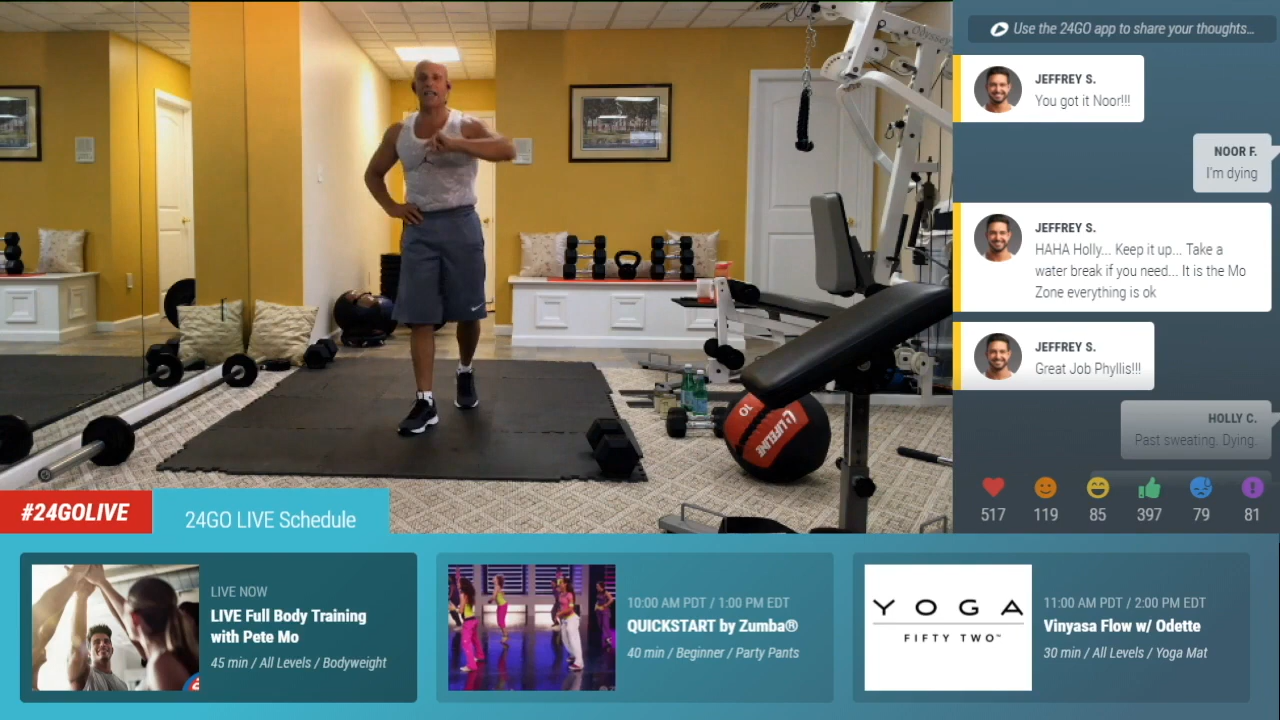 Use the 24GO app to share your thoughts...
JEFFREY S.
You got it Noor!!!
NOOR F.
I'm dying
JEFFREY S.
HAHA Holly... Keep it up... Take a
water break if you need... It is the Mo
Zone everything is ok
JEFFREY S.
Great Job Phyllis!!!
HOLLY C.
Past sweating. Dying.
517 119 85 397 79 81
Odyssey
10
LIFELINE
#24GOLIVE
24GO LIVE Schedule
LIVE NOW
LIVE Full Body Training
with Pete Mo
45 min / All Levels / Bodyweight
10:00 AM PDT / 1:00 PM EDT
QUICKSTART by Zumba®
40 min / Beginner / Party Pants
YOGA
FIFTY TWO™
11:00 AM PDT / 2:00 PM EDT
Vinyasa Flow w/ Odette
30 min / All Levels / Yoga Mat